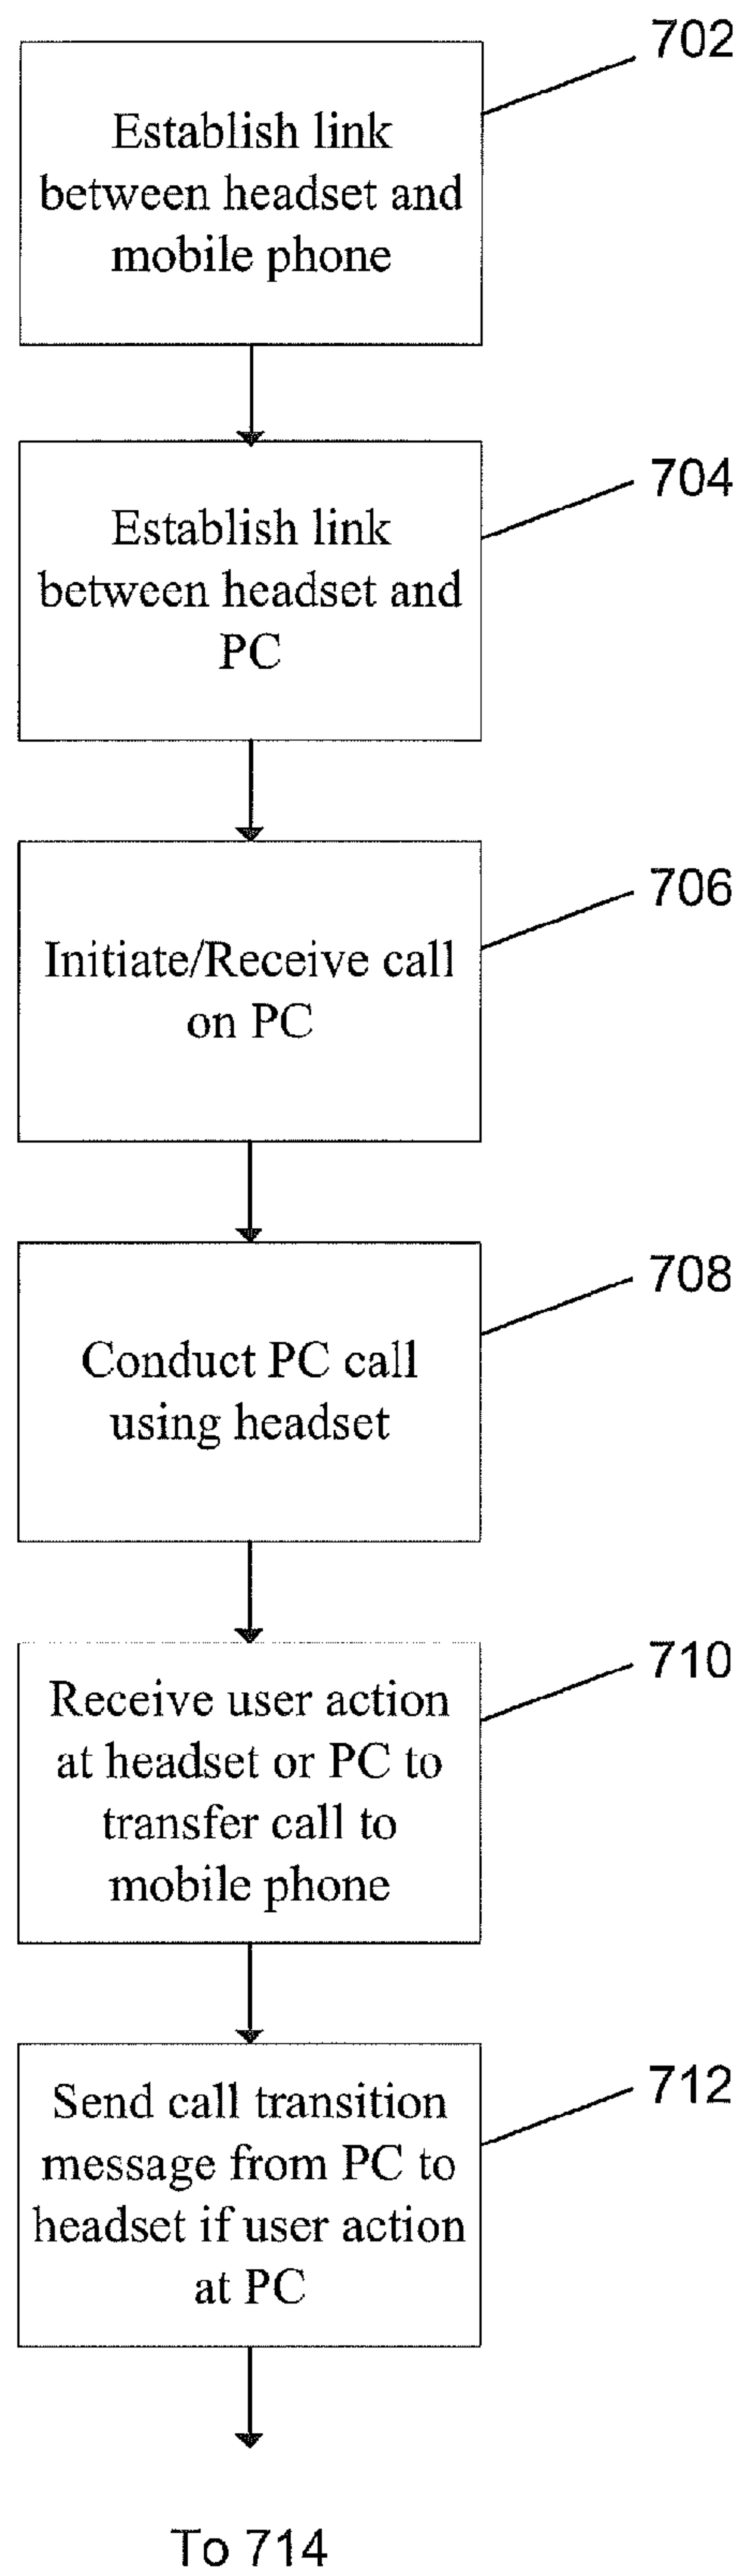 702
Establish link
between headset and
mobile phone
704
Establish link
between headset and
PC
706
Initiate/Receive call
on PC
708
Conduct PC call
using headset
710
Receive user action
at headset or PC to
transfer call to
mobile phone
712
Send call transition
message from PC to
headset if user action
at PC
To 714